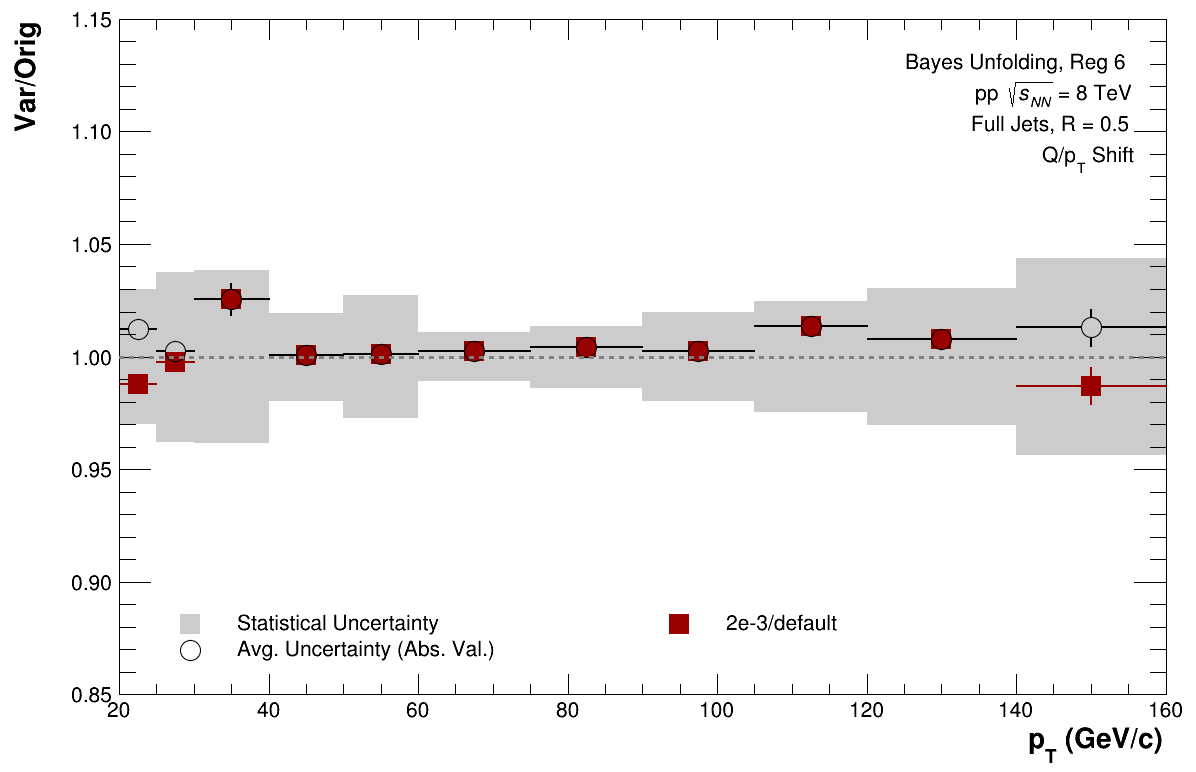 Var/Orig
1.15
1.10
1.05
1.00
0.95
0.90
0.85
Bayes Unfolding, Reg 6
pp √s_NN = 8 TeV
Full Jets, R = 0.5
Q/p_T Shift
Statistical Uncertainty
Avg. Uncertainty (Abs. Val.)
2e-3/default
20 40 60 80 100 120 140 160
p_T (GeV/c)